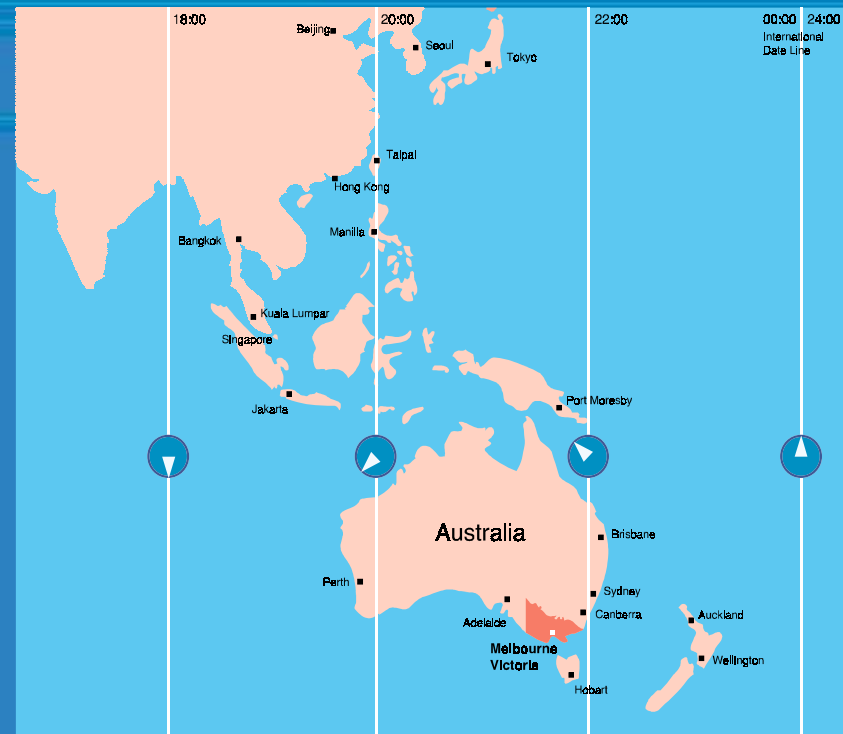 18:00
20:00
22:00
00:00 24:00
International
Date Line
Beijing
Seoul
Tokyo
Taipai
Hong Kong
Manilla
Bangkok
Kuala Lumpar
Singapore
Jakarta
Port Moresby
Australia
Brisbane
Perth
Sydney
Adelaide
Canberra
Auckland
Melbourne
Victoria
Wellington
Hobart